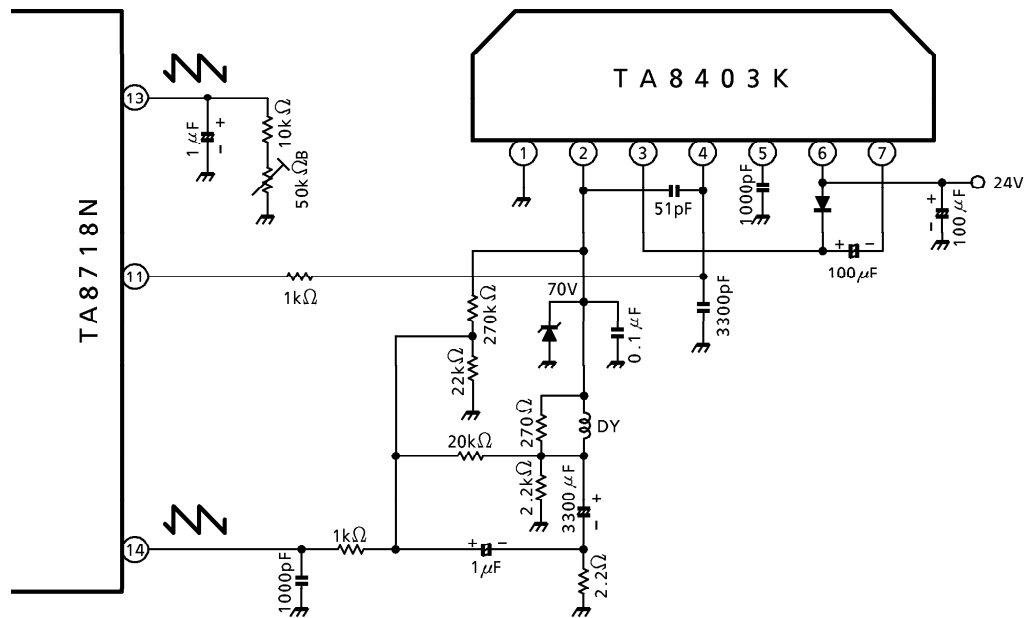 TA8403K
1
2
3
4
5
6
7
24V
51pF
1000pF
100μF
100μF
TA8718N
13
1μF
+
-
10kΩ
50kΩB
11
1kΩ
3300pF
70V
270kΩ
22kΩ
0.1μF
DY
270Ω
20kΩ
2.2kΩ
3300μF
+
-
14
1kΩ
+
-
1μF
1000pF
2.2Ω
+
-
+
-